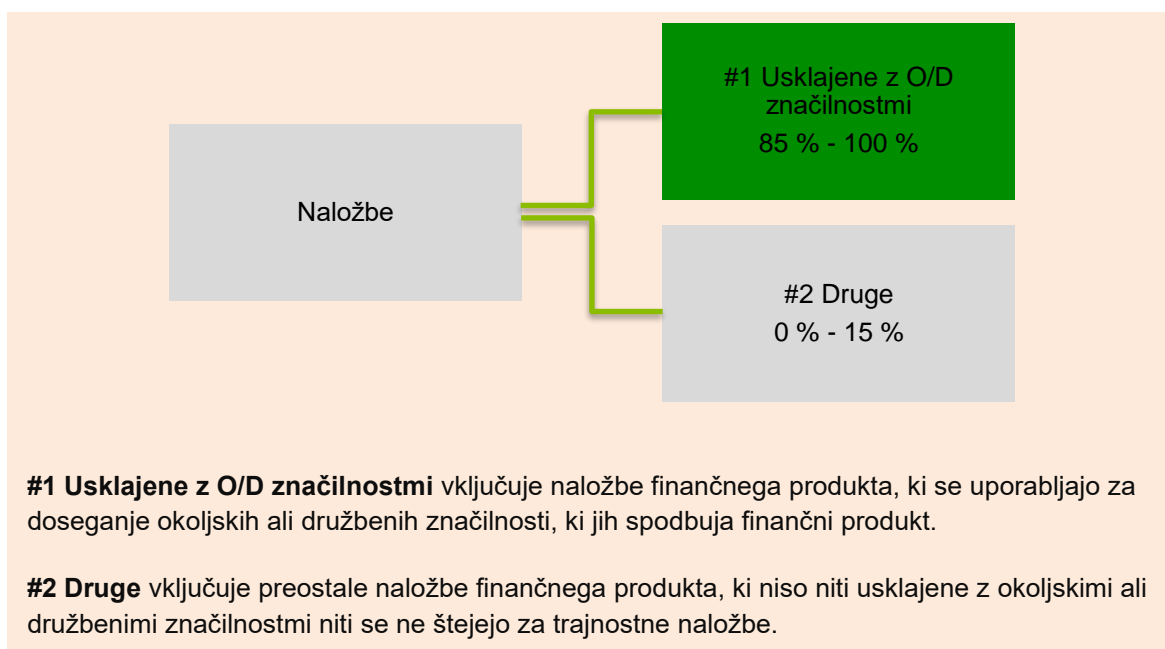 #1 Usklajene z O/D
značilnostmi
85 % - 100 %
Naložbe
#2 Druge
0 % - 15 %
#1 Usklajene z O/D značilnostmi vključuje naložbe finančnega produkta, ki se uporabljajo za
doseganje okoljskih ali družbenih značilnosti, ki jih spodbuja finančni produkt.
#2 Druge vključuje preostale naložbe finančnega produkta, ki niso niti usklajene z okoljskimi ali
družbenimi značilnostmi niti se ne štejejo za trajnostne naložbe.